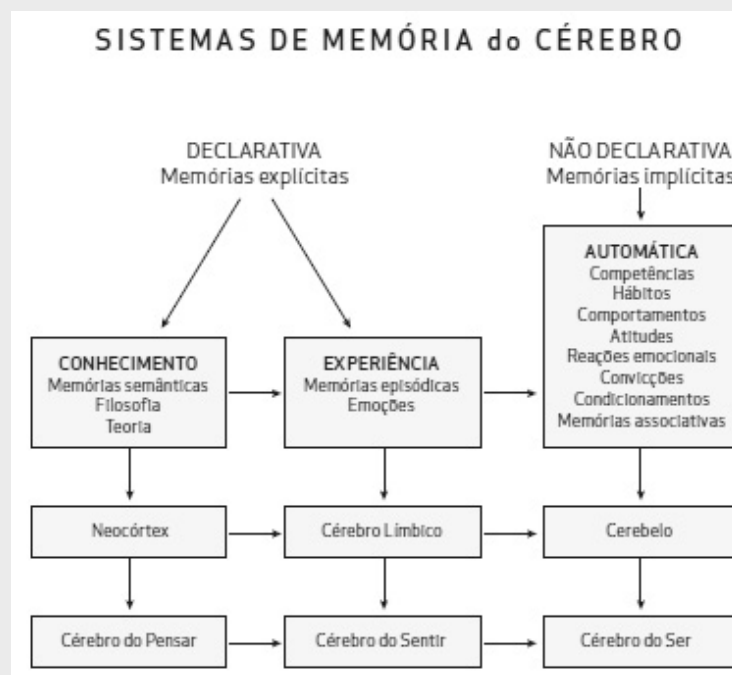 SISTEMAS DE MEMÓRIA do CÉREBRO
DECLARATIVA
Memórias explícitas
NÃO DECLARATIVA
Memórias implícitas
CONHECIMENTO
Memórias semânticas
Filosofia
Teoria
EXPERIÊNCIA
Memórias episódicas
Emoções
AUTOMÁTICA
Competências
Hábitos
Comportamentos
Atitudes
Reações emocionais
Convicções
Condicionamentos
Memórias associativas
Neocórtex
Cérebro Límbico
Cerebelo
Cérebro do Pensar
Cérebro do Sentir
Cérebro do Ser